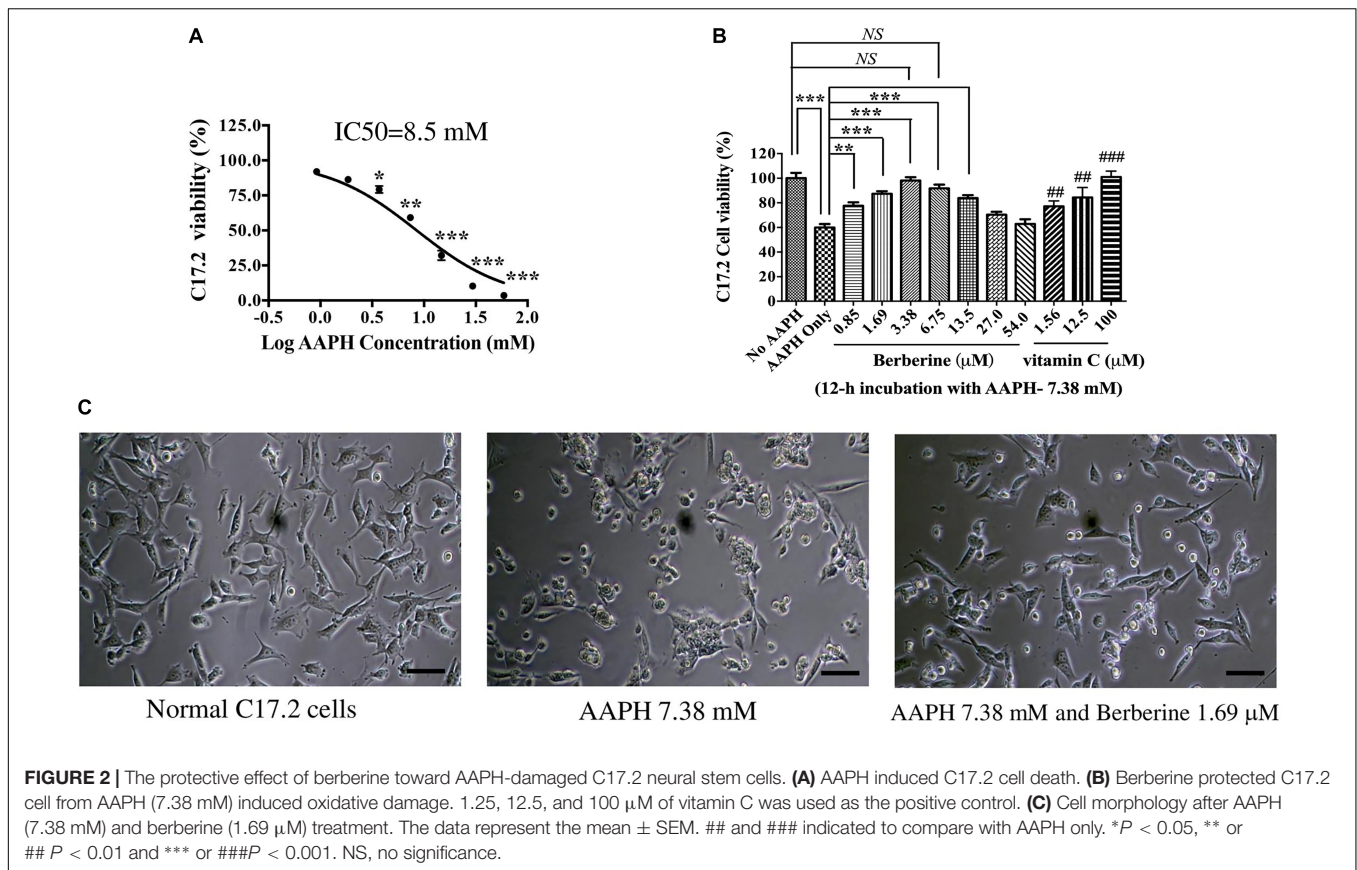 A
IC50=8.5 mM
C17.2 viability (%)
125.0
100.0
75.0
50.0
25.0
0.0
*
**
***
***
***
-0.5 0.0 0.5 1.0 1.5 2.0
Log AAPH Concentration (mM)
B
NS
NS
***
***
***
***
**
##
##
###
C17.2 Cell viability (%)
120
100
80
60
40
20
0
No AAPH AAPH Only 0.85 1.69 3.38 6.75 13.5 27.0 54.0 1.56 12.5 100
Berberine (μM) vitamin C (μM)
(12-h incubation with AAPH- 7.38 mM)
C
Normal C17.2 cells
AAPH 7.38 mM
AAPH 7.38 mM and Berberine 1.69 μM
FIGURE 2 | The protective effect of berberine toward AAPH-damaged C17.2 neural stem cells. (A) AAPH induced C17.2 cell death. (B) Berberine protected C17.2
cell from AAPH (7.38 mM) induced oxidative damage. 1.25, 12.5, and 100 μM of vitamin C was used as the positive control. (C) Cell morphology after AAPH
(7.38 mM) and berberine (1.69 μM) treatment. The data represent the mean ± SEM. ## and ### indicated to compare with AAPH only. *P < 0.05, ** or
## P < 0.01 and *** or ###P < 0.001. NS, no significance.